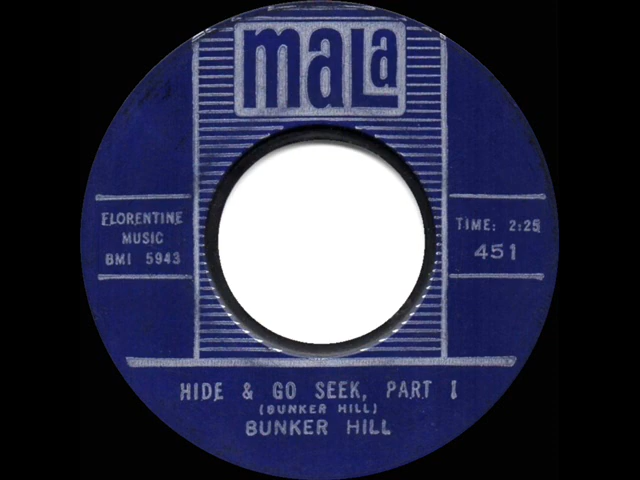 mala
FLORENTINE
MUSIC
BMI 5943
TIME: 2:25
451
HIDE & GO SEEK, PART I
(BUNKER HILL)
BUNKER HILL